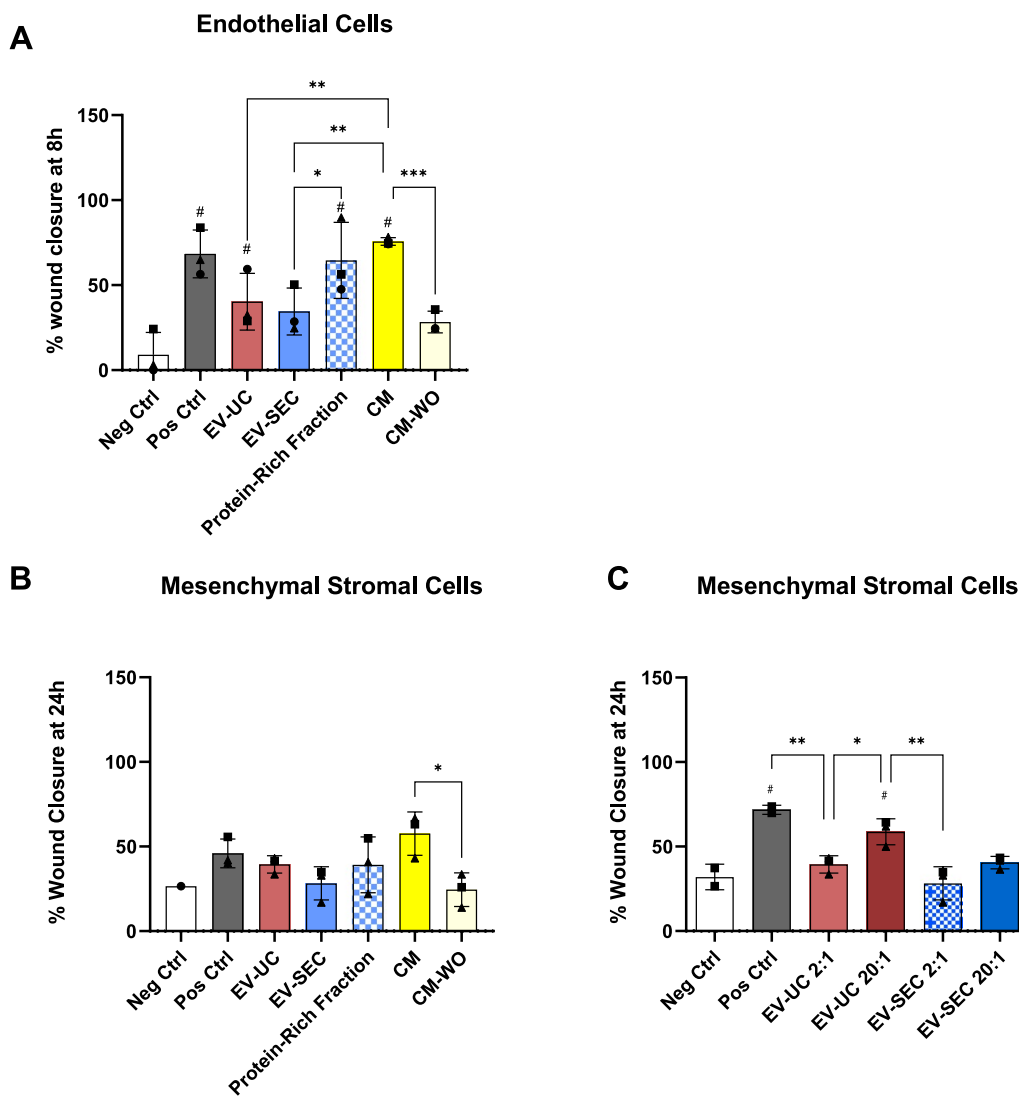 A
Endothelial Cells
% wound closure at 8h
150
100
50
0
**
**
*
***
#
#
#
#
Neg Ctrl
Pos Ctrl
EV-UC
EV-SEC
Protein-Rich Fraction
CM
CM-WO
B
Mesenchymal Stromal Cells
% Wound Closure at 24h
150
100
50
0
*
Neg Ctrl
Pos Ctrl
EV-UC
EV-SEC
Protein-Rich Fraction
CM
CM-WO
C
Mesenchymal Stromal Cells
% Wound Closure at 24h
150
100
50
0
**
*
**
#
#
Neg Ctrl
Pos Ctrl
EV-UC 2:1
EV-UC 20:1
EV-SEC 2:1
EV-SEC 20:1